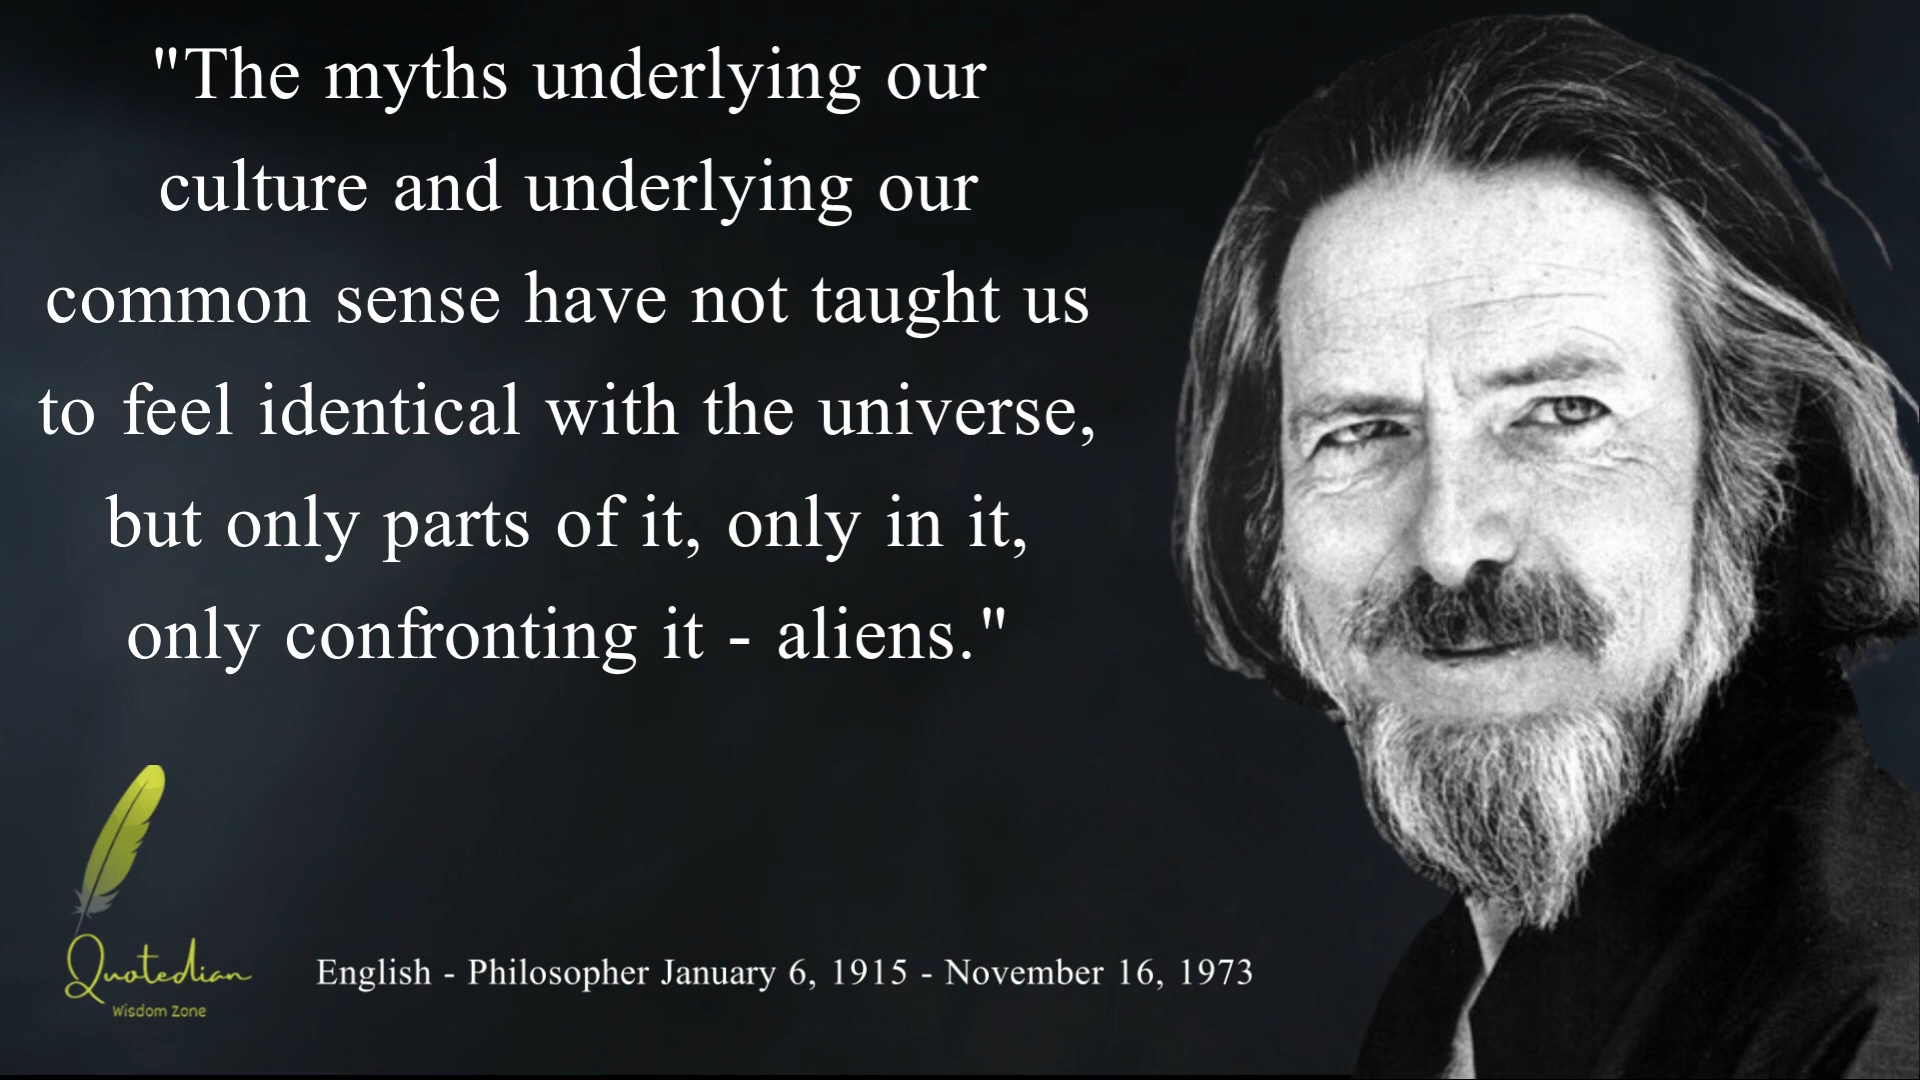 "The myths underlying our
culture and underlying our
common sense have not taught us
to feel identical with the universe,
but only parts of it, only in it,
only confronting it - aliens."
Quotedian
Wisdom Zone
English - Philosopher January 6, 1915 - November 16, 1973